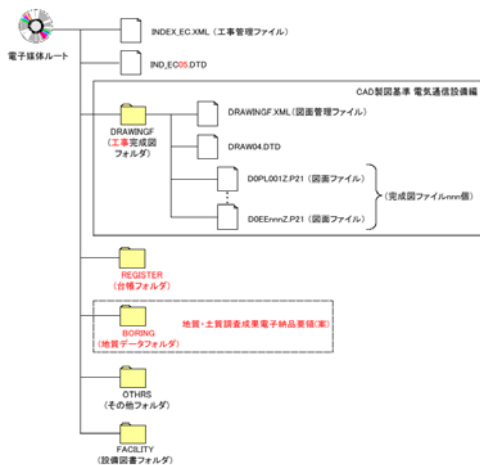 電子媒体ルート
INDEX_EC.XML（工事管理ファイル）
IND_EC05.DTD
CAD製図基準 電気通信設備編
DRAWINGF
（工事完成図
フォルダ）
DRAWINGF.XML（図面管理ファイル）
DRAW04.DTD
D0PL001Z.P21（図面ファイル）
D0EEnnnZ.P21（図面ファイル）
（完成図ファイルnnn個）
REGISTER
（台帳フォルダ）
BORING
（地質データフォルダ）
地質・土質調査成果電子納品要領(案)
OTHRS
（その他フォルダ）
FACILITY
（設備図書フォルダ）